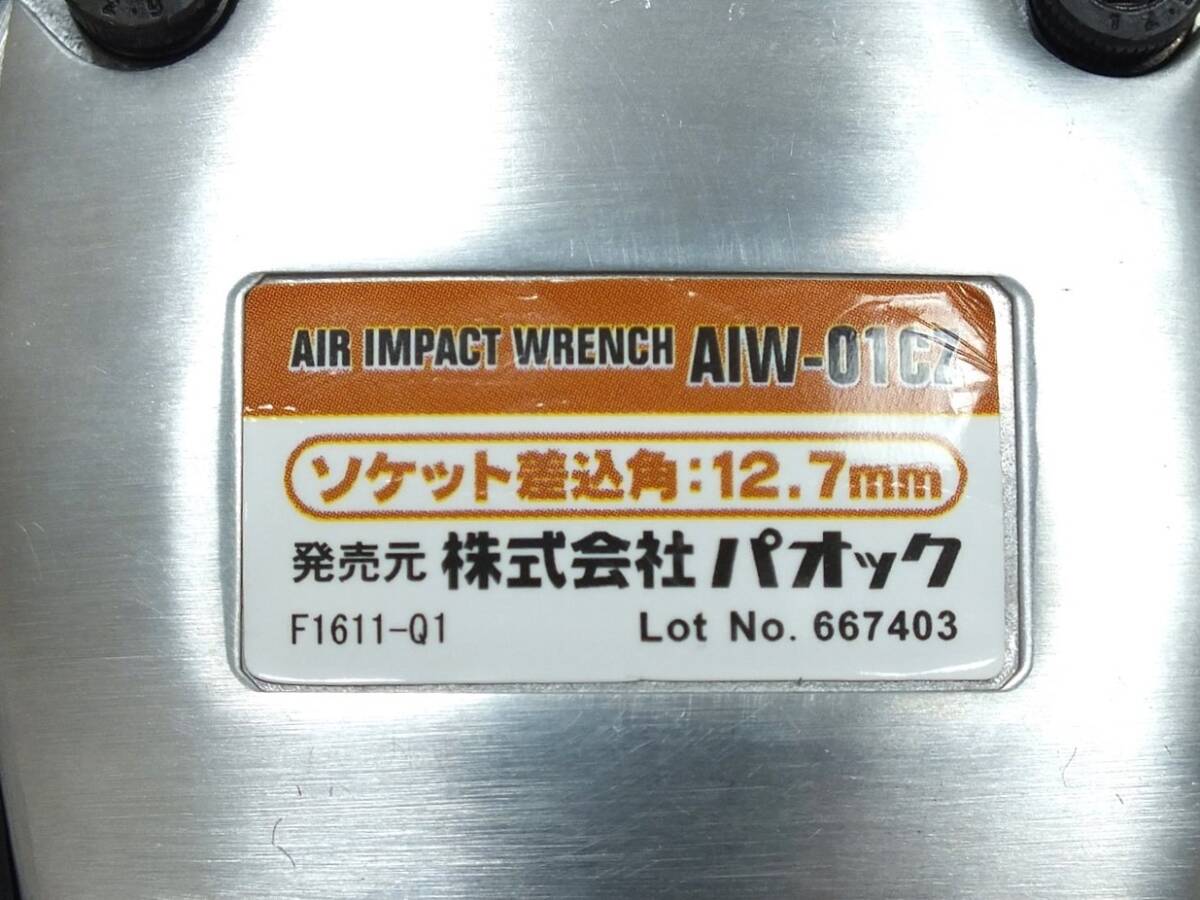 AIR IMPACT WRENCH AIW-01CZ
ソケット差込角:12.7mm
発売元 株式会社パオック
F1611-Q1 Lot No. 667403